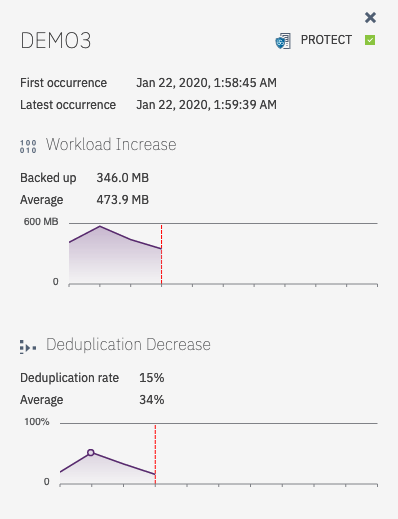 DEMO3
PROTECT
First occurrence Jan 22, 2020, 1:58:45 AM
Latest occurrence Jan 22, 2020, 1:59:39 AM
100
010
Workload Increase
Backed up 346.0 MB
Average 473.9 MB
600 MB
0
Deduplication Decrease
Deduplication rate 15%
Average 34%
100%
0